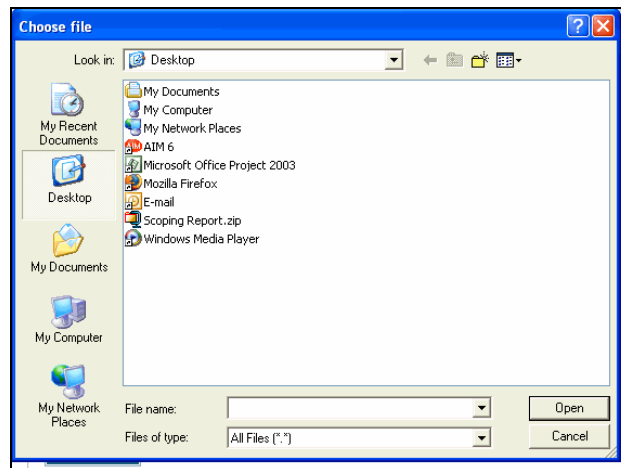 Choose file
Look in:
Desktop
My Recent
Documents
Desktop
My Documents
My Computer
My Network
Places
My Documents
My Computer
My Network Places
AIM 6
Microsoft Office Project 2003
Mozilla Firefox
E-mail
Scoping Report.zip
Windows Media Player
File name:
Open
Files of type:
All Files (*.*)
Cancel